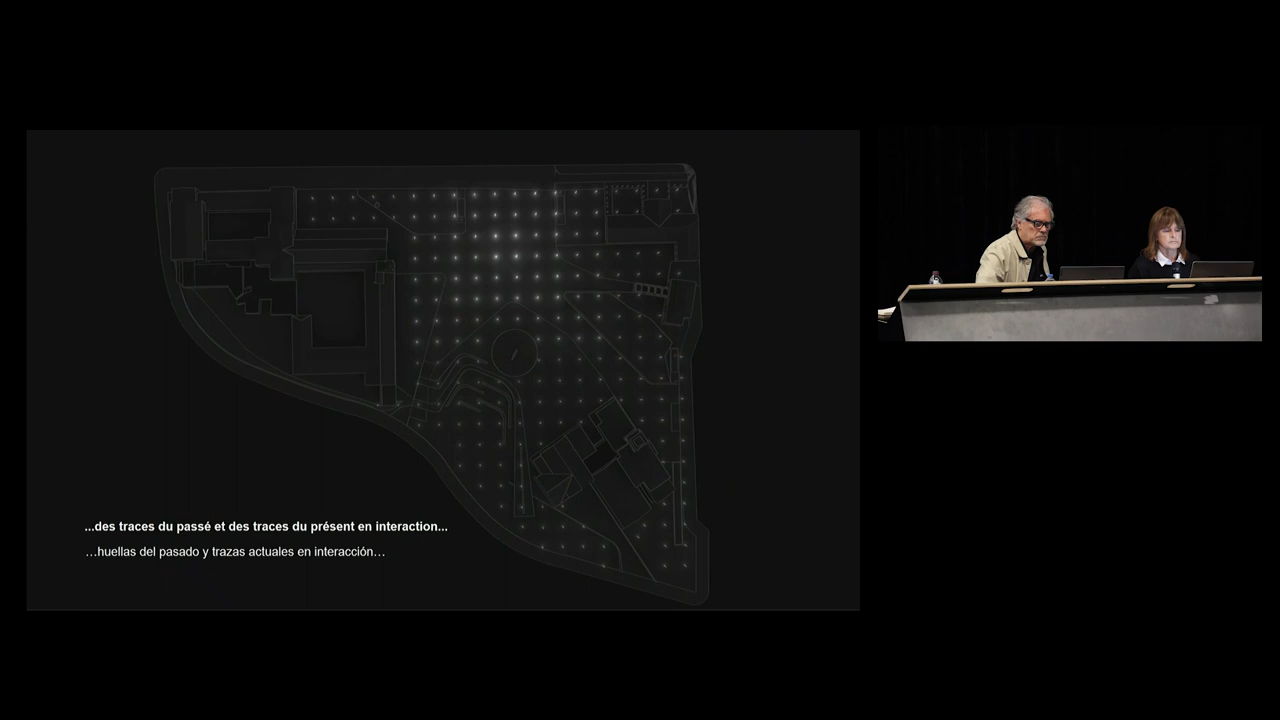 ...des traces du passé et des traces du présent en interaction...
…huellas del pasado y trazas actuales en interacción…